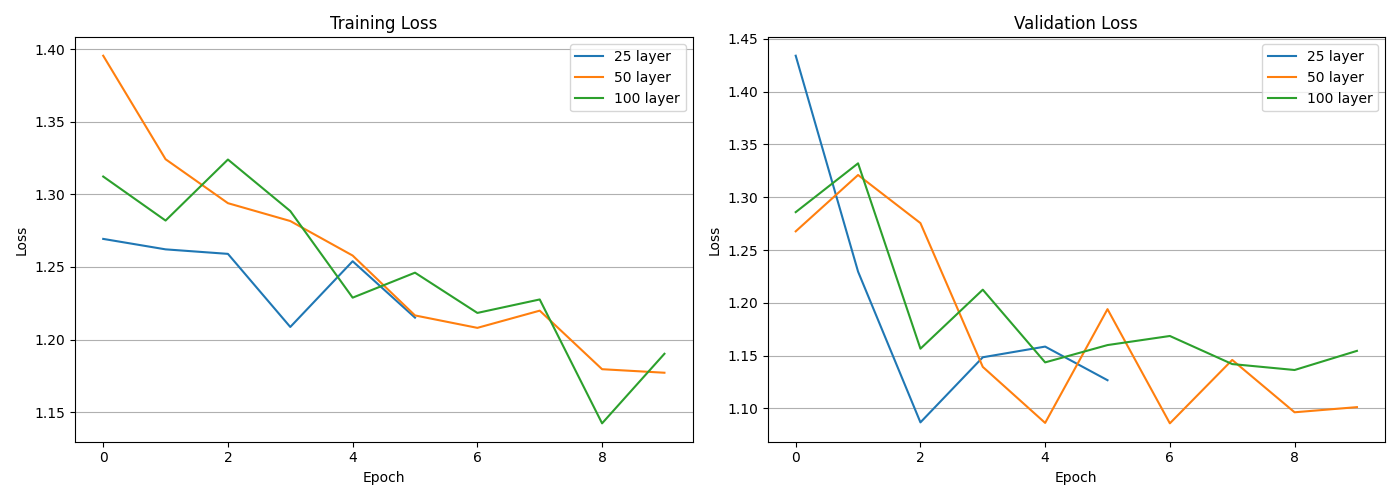 Training Loss
1.40
1.35
1.30
1.25
1.20
1.15
Loss
0 2 4 6 8
Epoch
25 layer
50 layer
100 layer
Validation Loss
1.45
1.40
1.35
1.30
1.25
1.20
1.15
1.10
Loss
0 2 4 6 8
Epoch
25 layer
50 layer
100 layer